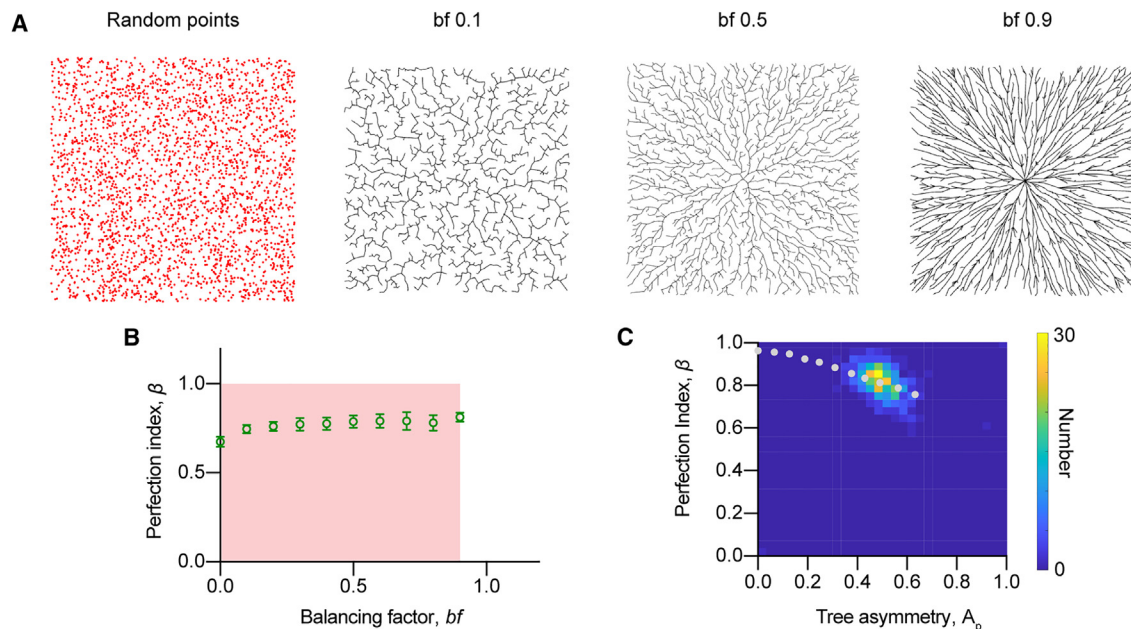 A
Random points
bf 0.1
bf 0.5
bf 0.9
B
Perfection index, β
1.0
0.5
0.0
0.0
0.5
1.0
Balancing factor, bf
C
Perfection Index, β
1.0
0.8
0.6
0.4
0.2
0.0
0.0
0.2
0.4
0.6
0.8
1.0
Tree asymmetry, Ap
30
Number
0